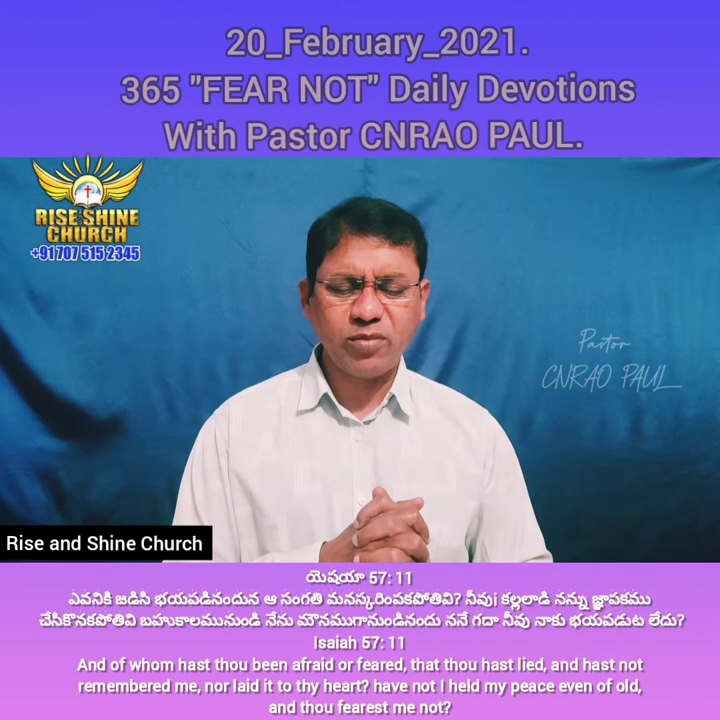 20_February_2021.
365 "FEAR NOT" Daily Devotions
With Pastor CNRAO PAUL.
RISE SHINE
CHURCH
+91 707 515 2345
Pastor
CNRAO PAUL
Rise and Shine Church
యెషయా 57: 11
ఎవనికి జడిసి భయపడినందున ఆ సంగతి మనస్కరింపకపోతివి? నీవుj కల్లలాడి నన్ను జ్ఞాపకము
చేసికొనకపోతివి బహుకాలమునుండి నేను మౌనముగానుండినందు ననే గదా నీవు నాకు భయపడుట లేదు?
Isaiah 57: 11
And of whom hast thou been afraid or feared, that thou hast lied, and hast not
remembered me, nor laid it to thy heart? have not I held my peace even of old,
and thou fearest me not?